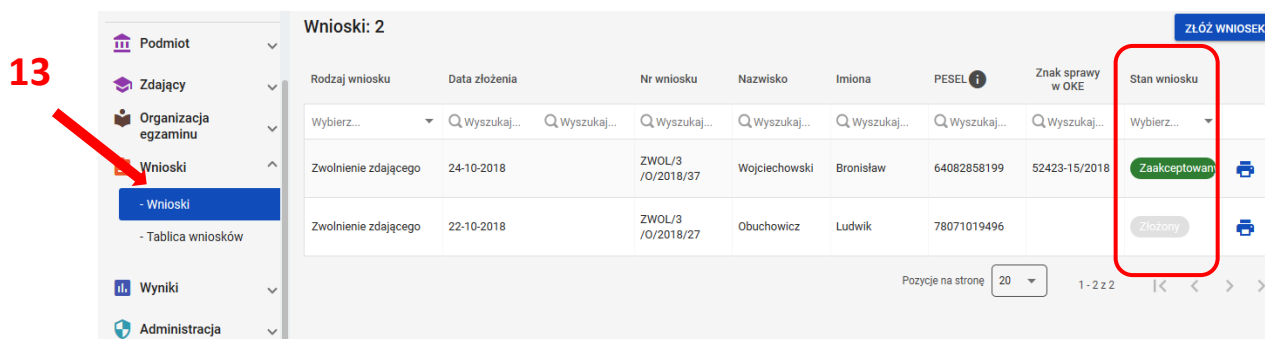 13
Podmiot
Zdający
Organizacja
egzaminu
Wnioski
- Wnioski
- Tablica wniosków
Wyniki
Administracja
Wnioski: 2
ZŁÓŻ WNIOSEK
Rodzaj wniosku Data złożenia Nr wniosku Nazwisko Imiona PESEL i Znak sprawy w OKE Stan wniosku
Wybierz... Wyszukaj... Wyszukaj... Wyszukaj... Wyszukaj... Wyszukaj... Wyszukaj... Wyszukaj... Wybierz...
Zwolnienie zdającego 24-10-2018 ZWOL/3 /O/2018/37 Wojciechowski Bronisław 64082858199 52423-15/2018 Zaakceptowan
Zwolnienie zdającego 22-10-2018 ZWOL/3 /O/2018/27 Obuchowicz Ludwik 78071019496 Złożony
Pozycje na stronę 20 1 - 2 z 2